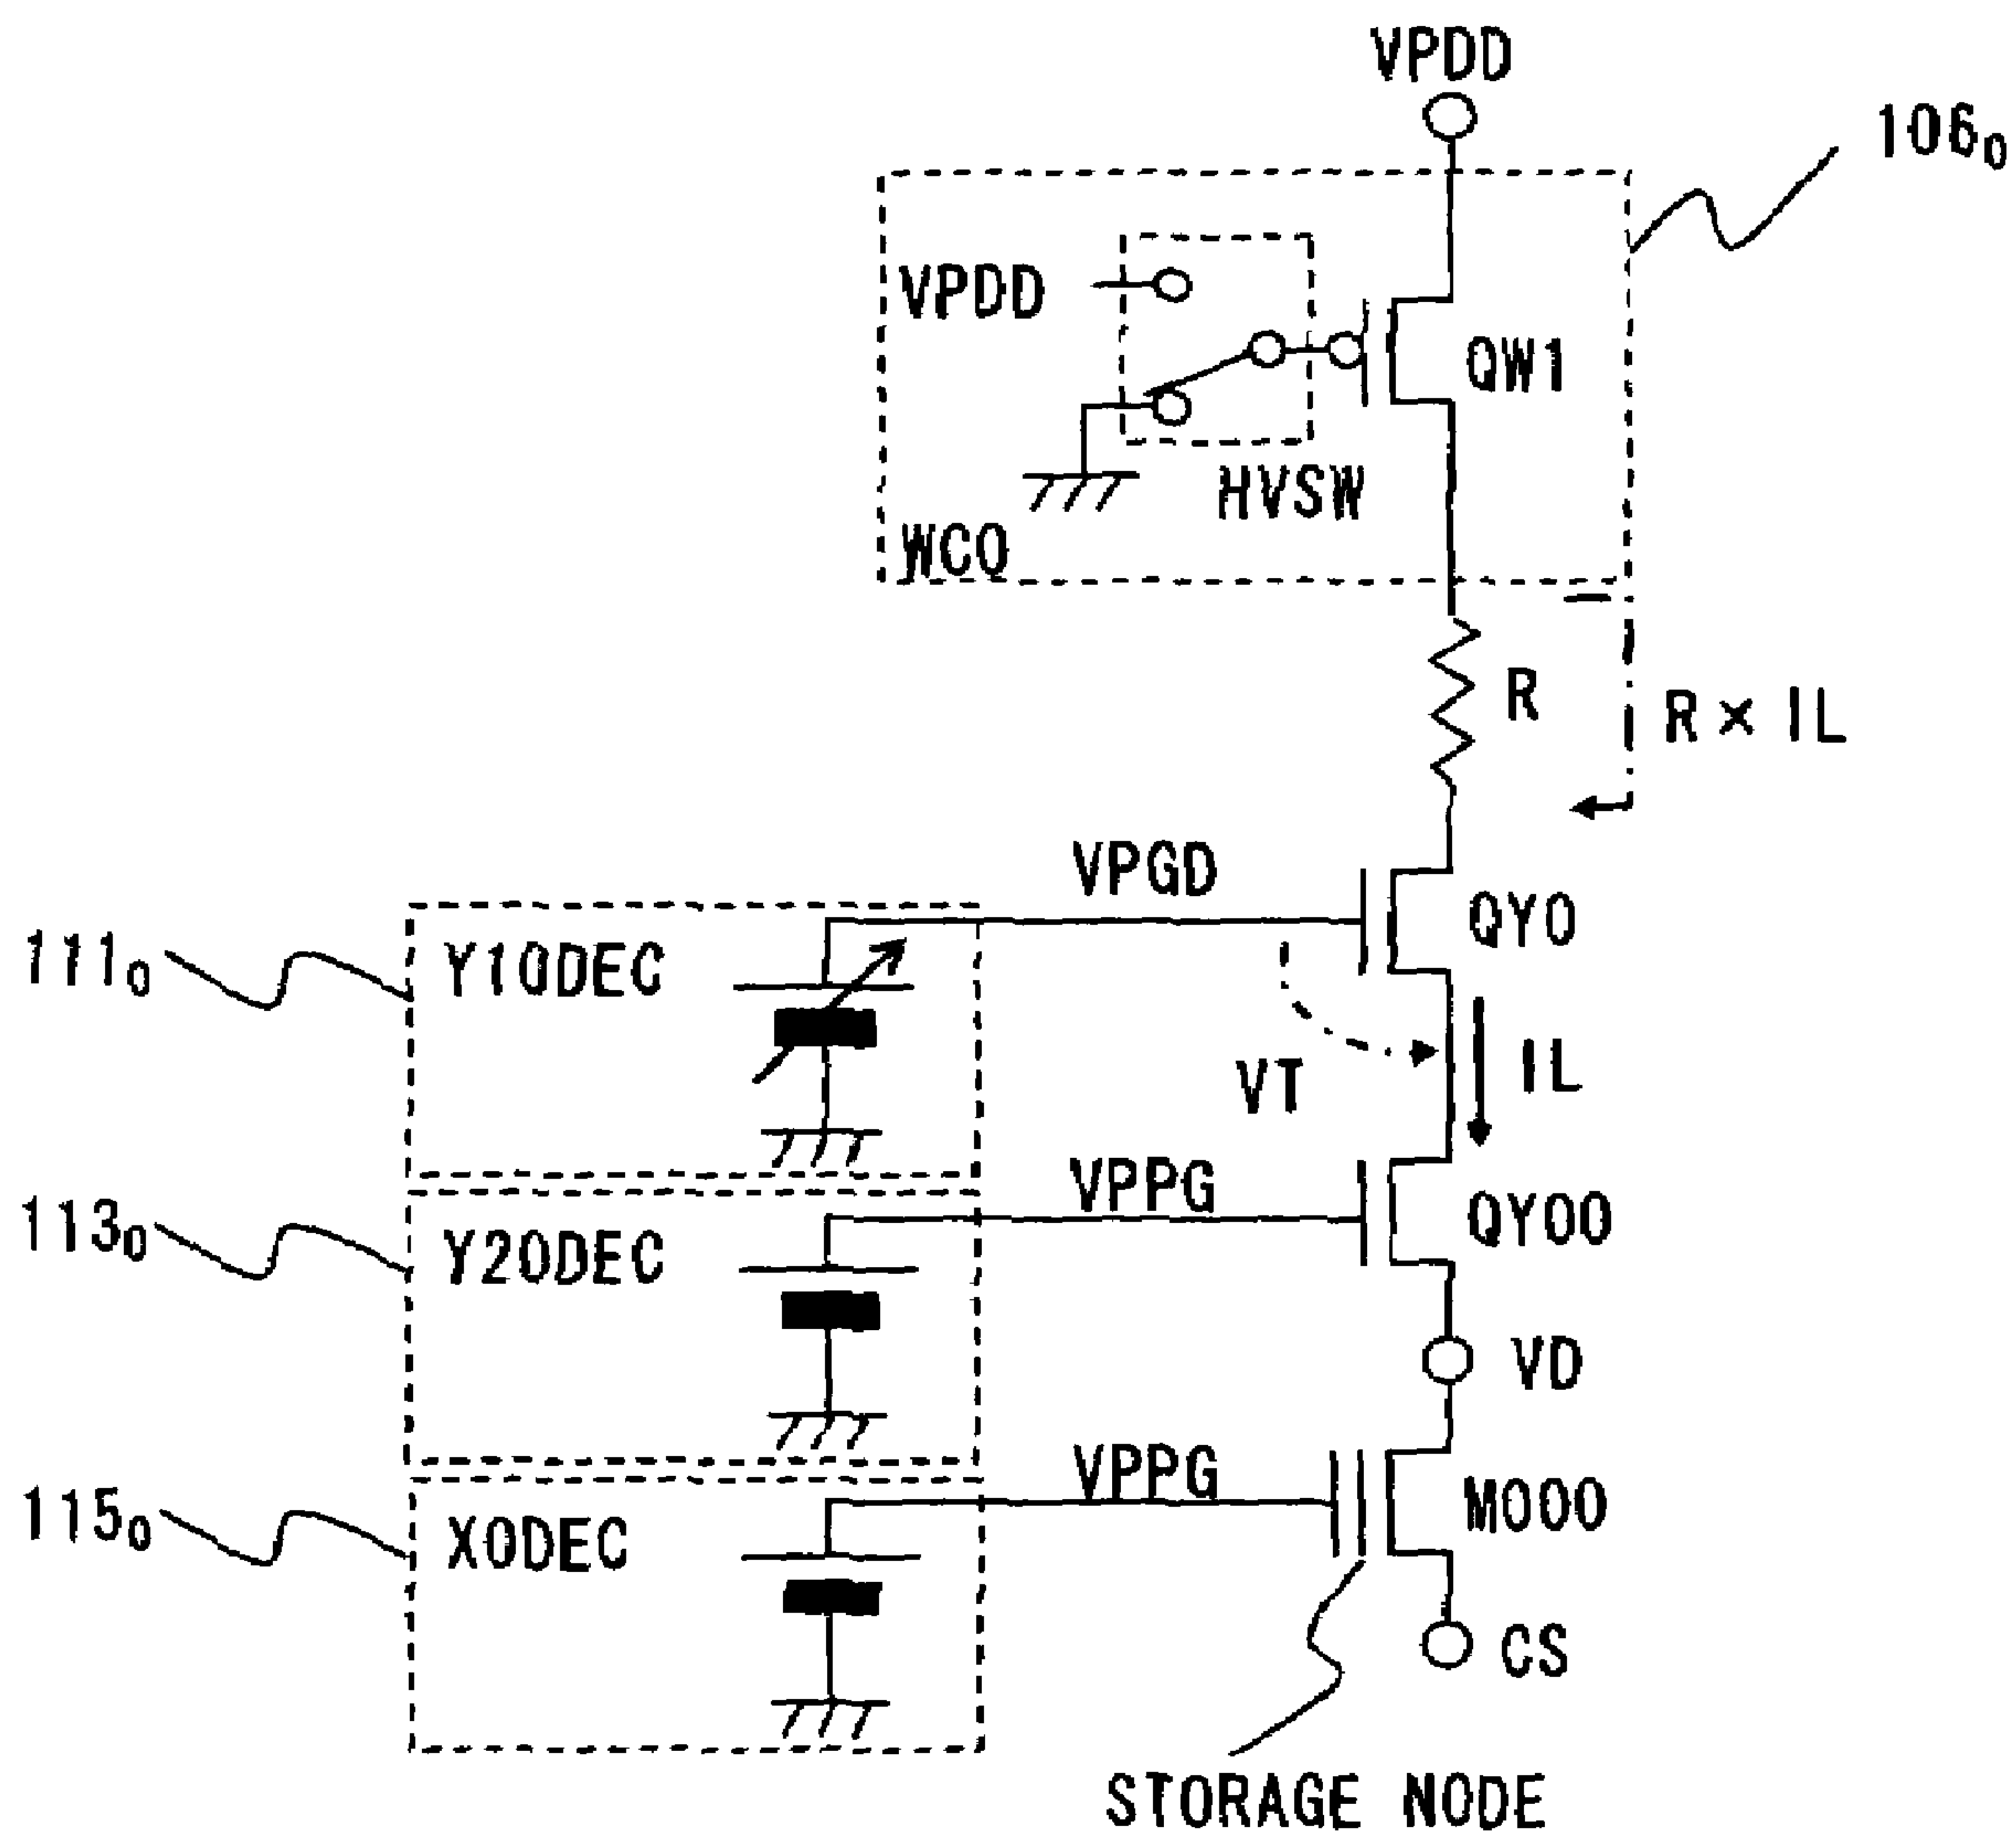 VPDD
106₀
VPDD
QW1
HVSW
WC0
R
R × IL
VPGD
QY0
111₀
Y10DEC
VT
IL
VPPG
QY00
113₀
Y20DEC
VD
VPPG
M000
115₀
X0DEC
CS
STORAGE NODE